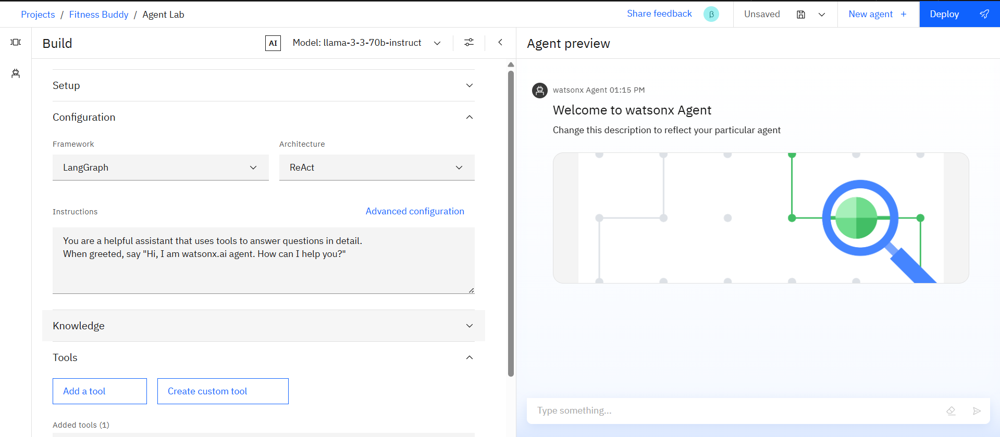 Projects / Fitness Buddy / Agent Lab
Share feedback β Unsaved New agent + Deploy
Build
AI Model: llama-3-3-70b-instruct
Setup
Configuration
Framework Architecture
LangGraph ReAct
Instructions Advanced configuration
You are a helpful assistant that uses tools to answer questions in detail.
When greeted, say "Hi, I am watsonx.ai agent. How can I help you?"
Knowledge
Tools
Add a tool Create custom tool
Added tools (1)
Agent preview
watsonx Agent 01:15 PM
Welcome to watsonx Agent
Change this description to reflect your particular agent
Type something...